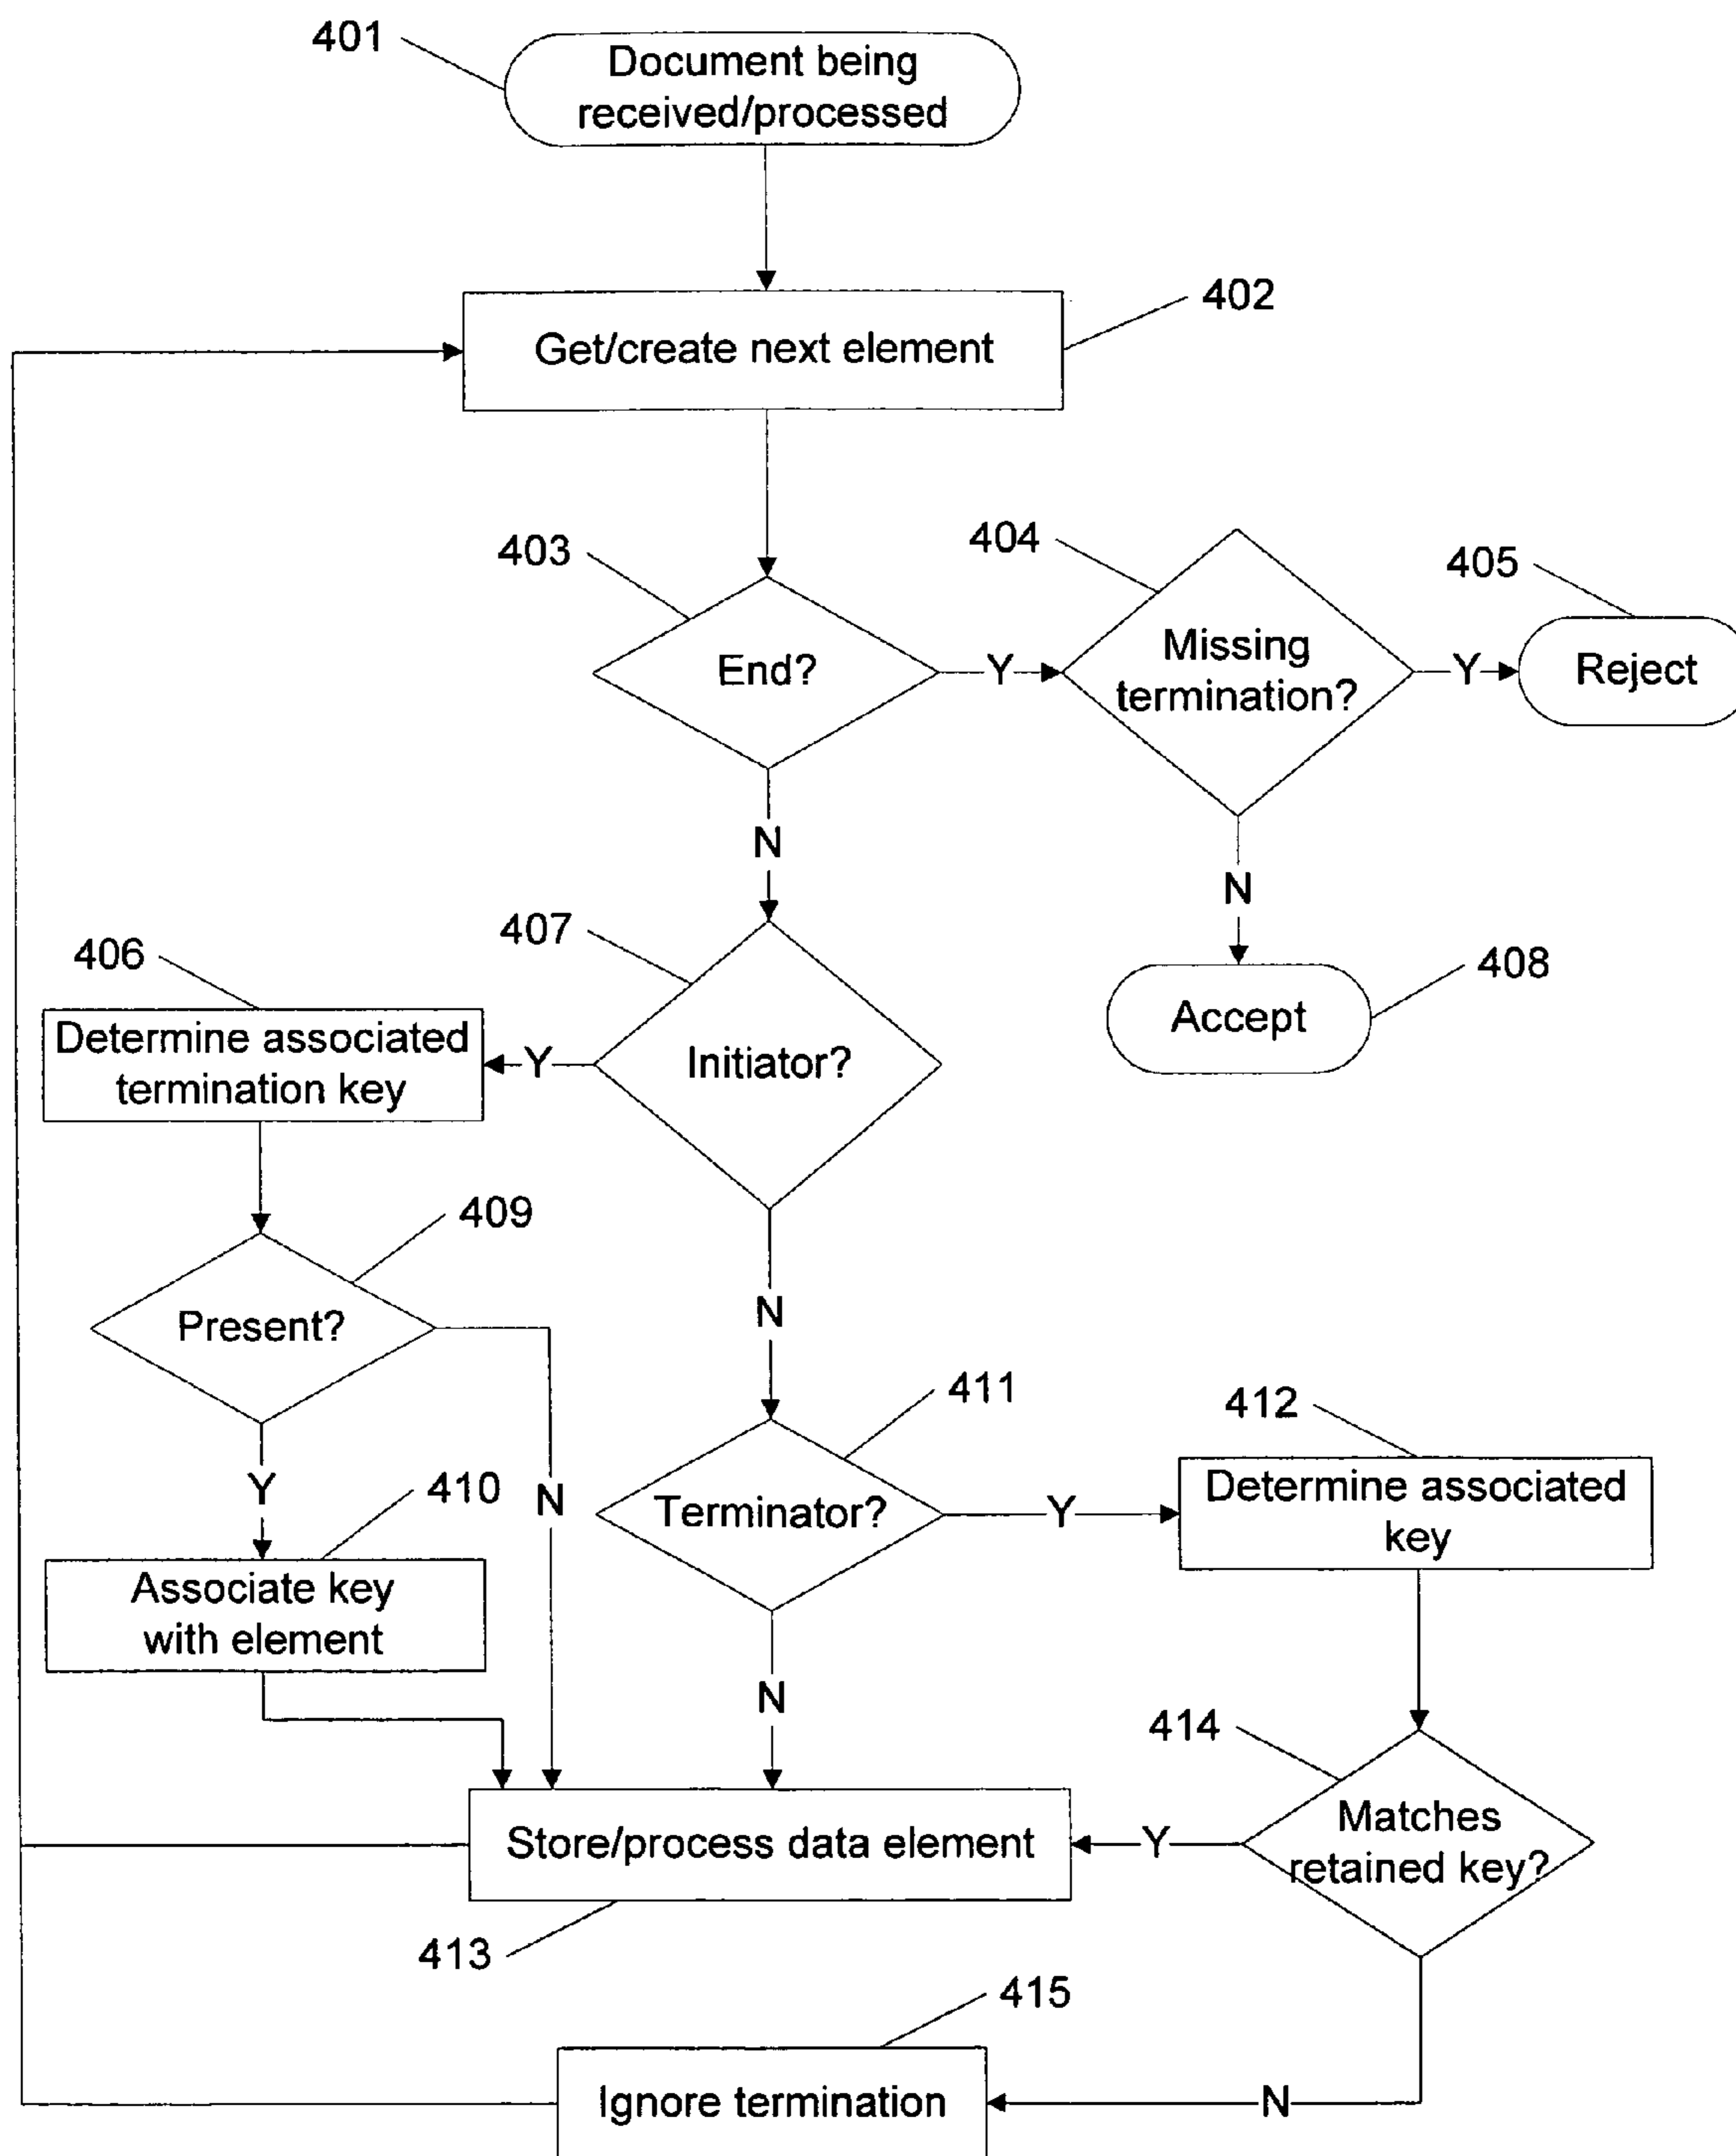 401
Document being
received/processed
402
Get/create next element
403
End?
Y
404
Missing
termination?
Y
405
Reject
N
N
407
406
408
Accept
Determine associated
termination key
Y
Initiator?
409
Present?
N
411
412
Y
410
N
Terminator?
Y
Determine associated
key
Associate key
with element
N
414
Store/process data element
Y
Matches
retained key?
413
415
Ignore termination
N